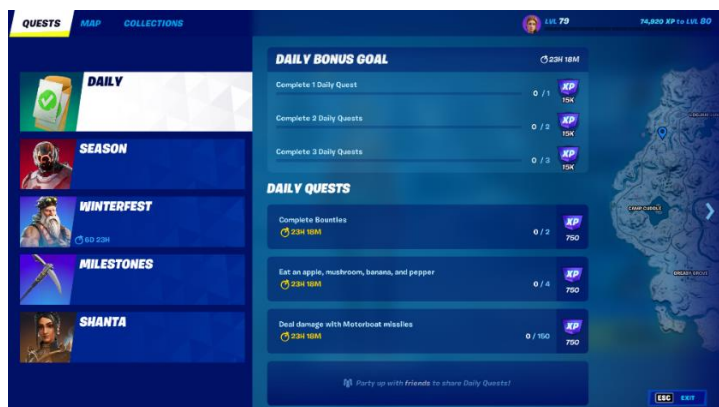 QUESTS MAP COLLECTIONS
LVL 79
74,920 XP to LVL 80
DAILY
SEASON
WINTERFEST
6D 23H
MILESTONES
SHANTA
DAILY BONUS GOAL
23H 18M
Complete 1 Daily Quest
0 / 1
XP
15K
Complete 2 Daily Quests
0 / 2
XP
15K
Complete 3 Daily Quests
0 / 3
XP
15K
DAILY QUESTS
Complete Bounties
23H 18M
0 / 2
XP
750
Eat an apple, mushroom, banana, and pepper
23H 18M
0 / 4
XP
750
Deal damage with Motorboat missiles
23H 18M
0 / 150
XP
750
Party up with friends to share Daily Quests!
CAMP CUDDLE
ESC EXIT